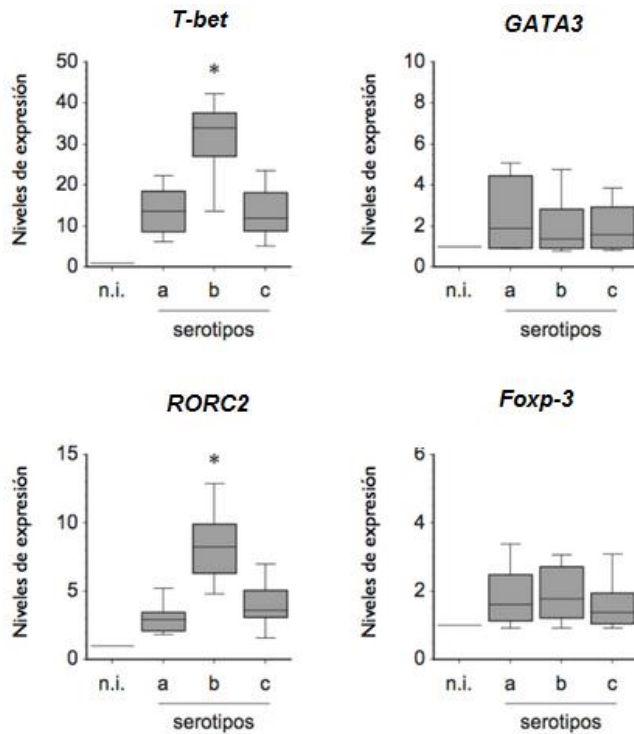 T-bet
Niveles de expresión
50
40
30
20
10
0
*
n.i. a b c
serotipos
GATA3
Niveles de expresión
10
8
6
4
2
0
n.i. a b c
serotipos
RORC2
Niveles de expresión
15
10
5
0
*
n.i. a b c
serotipos
Foxp-3
Niveles de expresión
6
4
2
0
n.i. a b c
serotipos